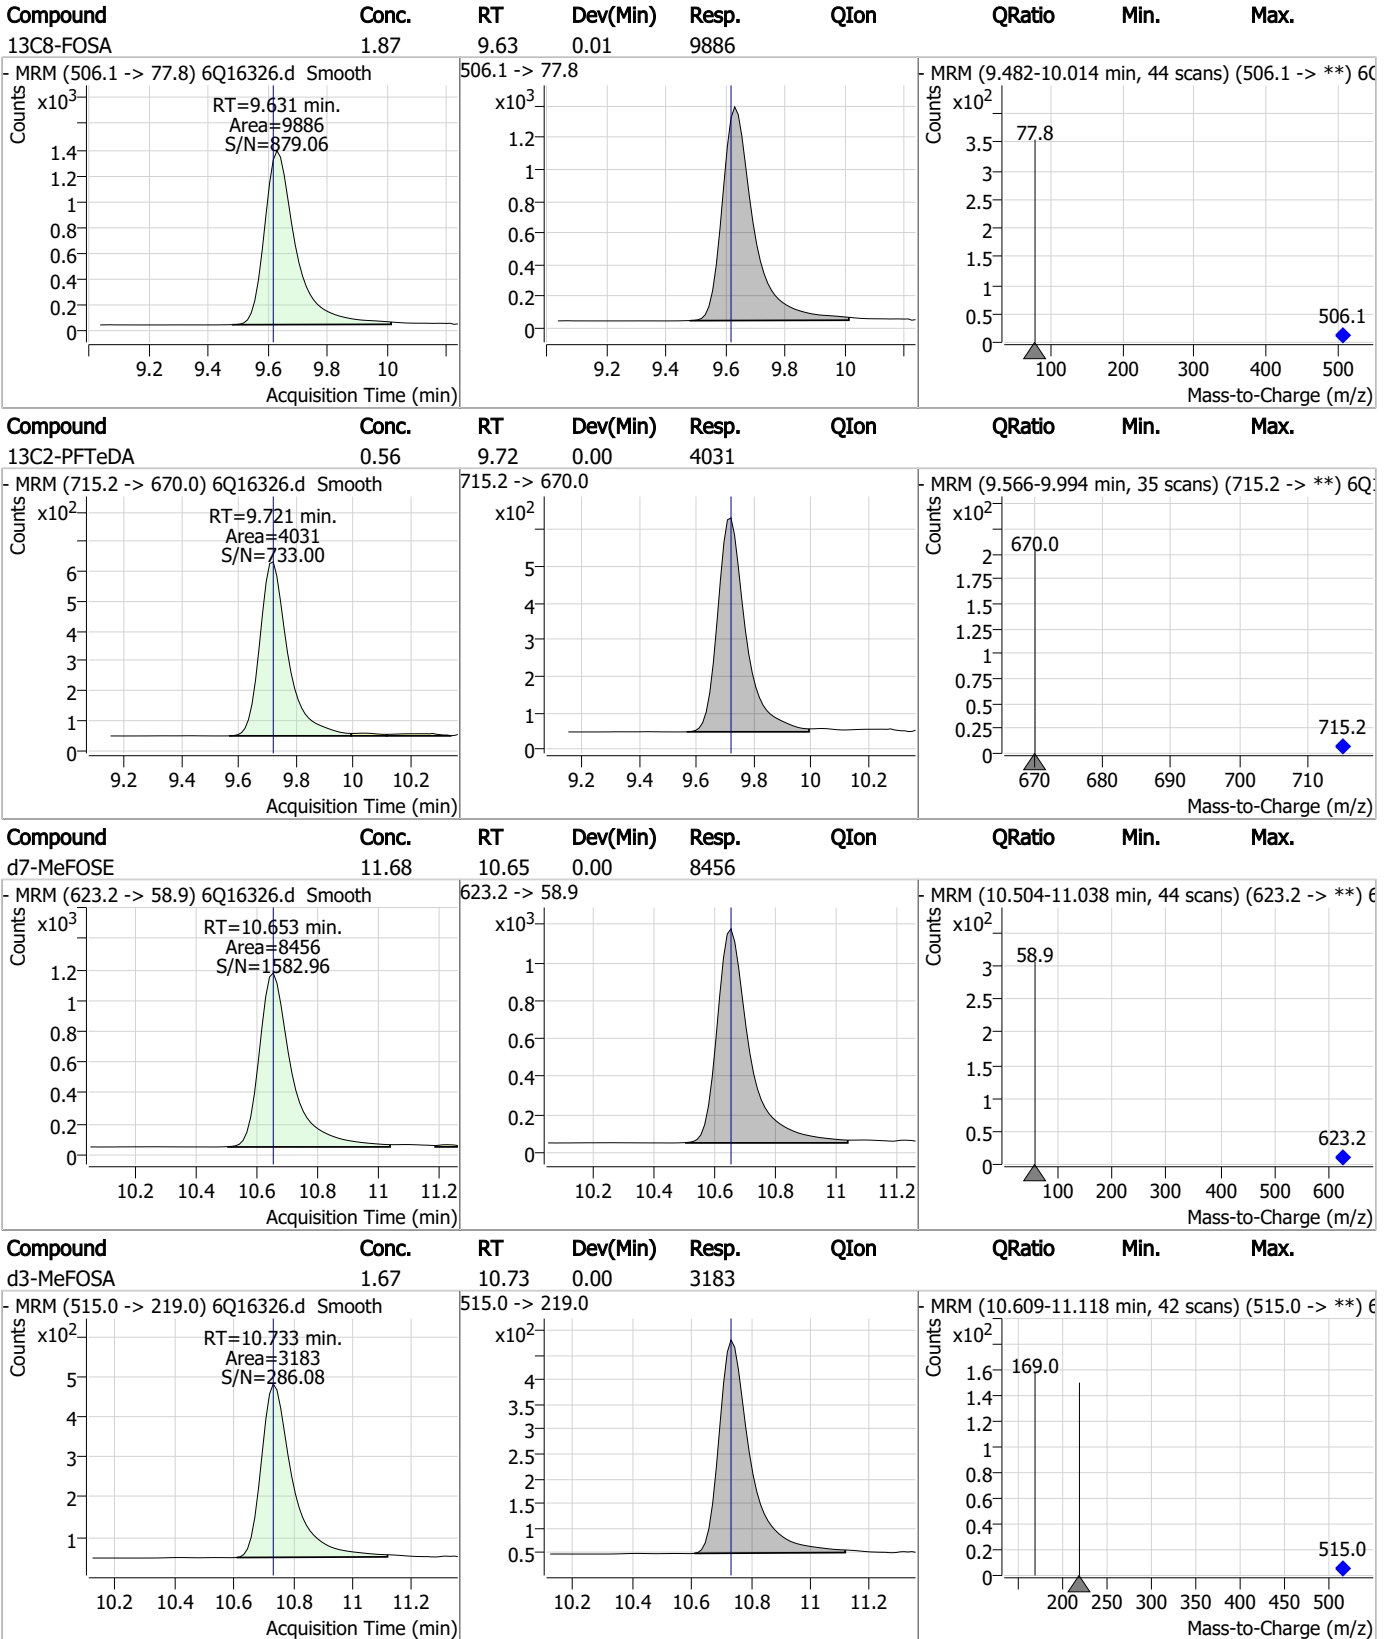 Compound Conc. RT Dev(Min) Resp. QIon QRatio Min. Max.
13C8-FOSA 1.87 9.63 0.01 9886
- MRM (506.1 -> 77.8) 6Q16326.d Smooth
Counts
x10³
RT=9.631 min.
Area=9886
S/N=879.06
1.4
1.2
1
0.8
0.6
0.4
0.2
0
9.2 9.4 9.6 9.8 10
Acquisition Time (min)
506.1 -> 77.8
x10³
1.2
1
0.8
0.6
0.4
0.2
0
9.2 9.4 9.6 9.8 10
- MRM (9.482-10.014 min, 44 scans) (506.1 -> **) 6Q
Counts
x10²
77.8
3.5
3
2.5
2
1.5
1
0.5
0
506.1
100 200 300 400 500
Mass-to-Charge (m/z)
Compound Conc. RT Dev(Min) Resp. QIon QRatio Min. Max.
13C2-PFTeDA 0.56 9.72 0.00 4031
- MRM (715.2 -> 670.0) 6Q16326.d Smooth
Counts
x10²
RT=9.721 min.
Area=4031
S/N=733.00
6
5
4
3
2
1
0
9.2 9.4 9.6 9.8 10 10.2
Acquisition Time (min)
715.2 -> 670.0
x10²
5
4
3
2
1
0
9.2 9.4 9.6 9.8 10 10.2
- MRM (9.566-9.994 min, 35 scans) (715.2 -> **) 6Q1
Counts
x10²
670.0
2
1.75
1.5
1.25
1
0.75
0.5
0.25
0
715.2
670 680 690 700 710
Mass-to-Charge (m/z)
Compound Conc. RT Dev(Min) Resp. QIon QRatio Min. Max.
d7-MeFOSE 11.68 10.65 0.00 8456
- MRM (623.2 -> 58.9) 6Q16326.d Smooth
Counts
x10³
RT=10.653 min.
Area=8456
S/N=1582.96
1.2
1
0.8
0.6
0.4
0.2
0
10.2 10.4 10.6 10.8 11 11.2
Acquisition Time (min)
623.2 -> 58.9
x10³
1
0.8
0.6
0.4
0.2
0
10.2 10.4 10.6 10.8 11 11.2
- MRM (10.504-11.038 min, 44 scans) (623.2 -> **) 6
Counts
x10²
58.9
3
2.5
2
1.5
1
0.5
0
623.2
100 200 300 400 500 600
Mass-to-Charge (m/z)
Compound Conc. RT Dev(Min) Resp. QIon QRatio Min. Max.
d3-MeFOSA 1.67 10.73 0.00 3183
- MRM (515.0 -> 219.0) 6Q16326.d Smooth
Counts
x10²
RT=10.733 min.
Area=3183
S/N=286.08
5
4
3
2
1
10.2 10.4 10.6 10.8 11 11.2
Acquisition Time (min)
515.0 -> 219.0
x10²
4
3.5
3
2.5
2
1.5
1
0.5
10.2 10.4 10.6 10.8 11 11.2
- MRM (10.609-11.118 min, 42 scans) (515.0 -> **) 6
Counts
x10²
169.0
1.6
1.4
1.2
1
0.8
0.6
0.4
0.2
0
515.0
200 250 300 350 400 450 500
Mass-to-Charge (m/z)